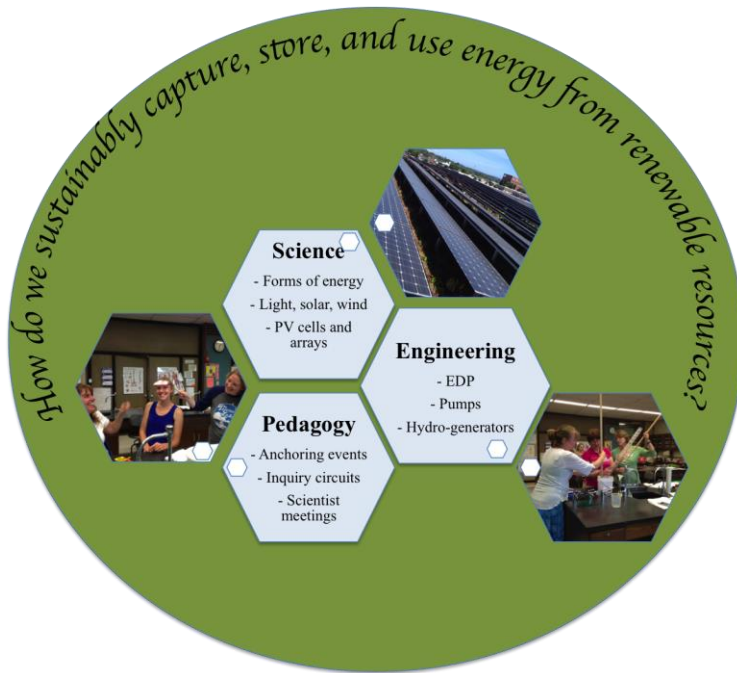 How do we sustainably capture, store, and use energy from renewable resources?
Science
- Forms of energy
- Light, solar, wind
- PV cells and
arrays
Engineering
- EDP
- Pumps
- Hydro-generators
Pedagogy
- Anchoring events
- Inquiry circuits
- Scientist
meetings